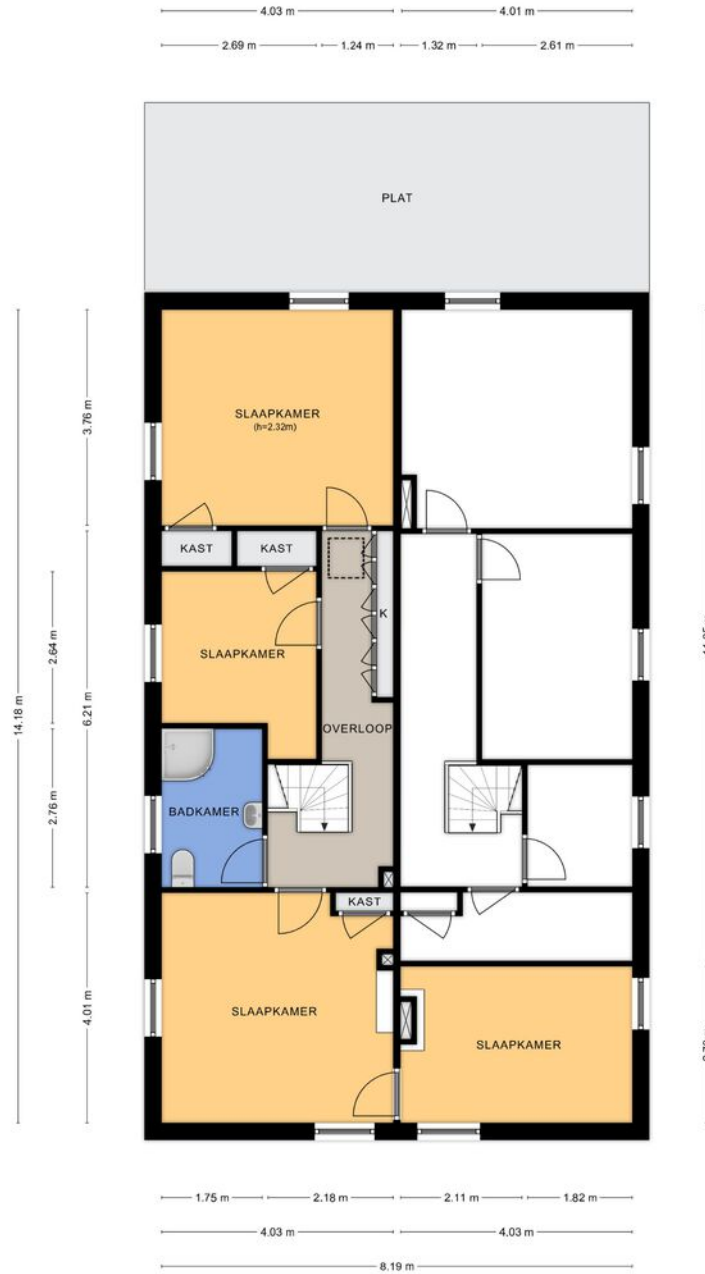 4.03 m
4.01 m
2.69 m
1.24 m
1.32 m
2.61 m
PLAT
SLAAPKAMER
(h=2.32m)
3.76 m
KAST
KAST
K
SLAAPKAMER
2.64 m
6.21 m
14.18 m
OVERLOOP
BADKAMER
2.76 m
KAST
SLAAPKAMER
4.01 m
SLAAPKAMER
1.75 m
2.18 m
2.11 m
1.82 m
4.03 m
4.03 m
8.19 m